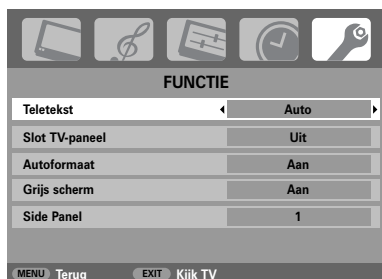 FUNCTIE
Teletekst Auto
Slot TV-paneel Uit
Autoformaat Aan
Grijs scherm Aan
Side Panel 1
MENU Terug EXIT Kijk TV